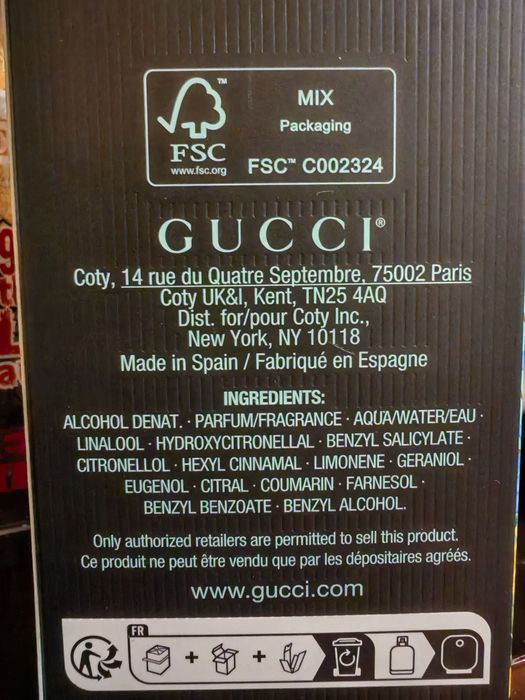 MIX
Packaging
FSC™
www.fsc.org
FSC™ C002324
GUCCI®
Coty, 14 rue du Quatre Septembre, 75002 Paris
Coty UK&I, Kent, TN25 4AQ
Dist. for/pour Coty Inc.,
New York, NY 10118
Made in Spain / Fabriqué en Espagne
INGREDIENTS:
ALCOHOL DENAT. · PARFUM/FRAGRANCE · AQUA/WATER/EAU ·
LINALOOL · HYDROXYCITRONELLAL · BENZYL SALICYLATE ·
CITRONELLOL · HEXYL CINNAMAL · LIMONENE · GERANIOL ·
EUGENOL · CITRAL · COUMARIN · FARNESOL ·
BENZYL BENZOATE · BENZYL ALCOHOL.
Only authorized retailers are permitted to sell this product.
Ce produit ne peut être vendu que par les dépositaires agréés.
www.gucci.com
FR